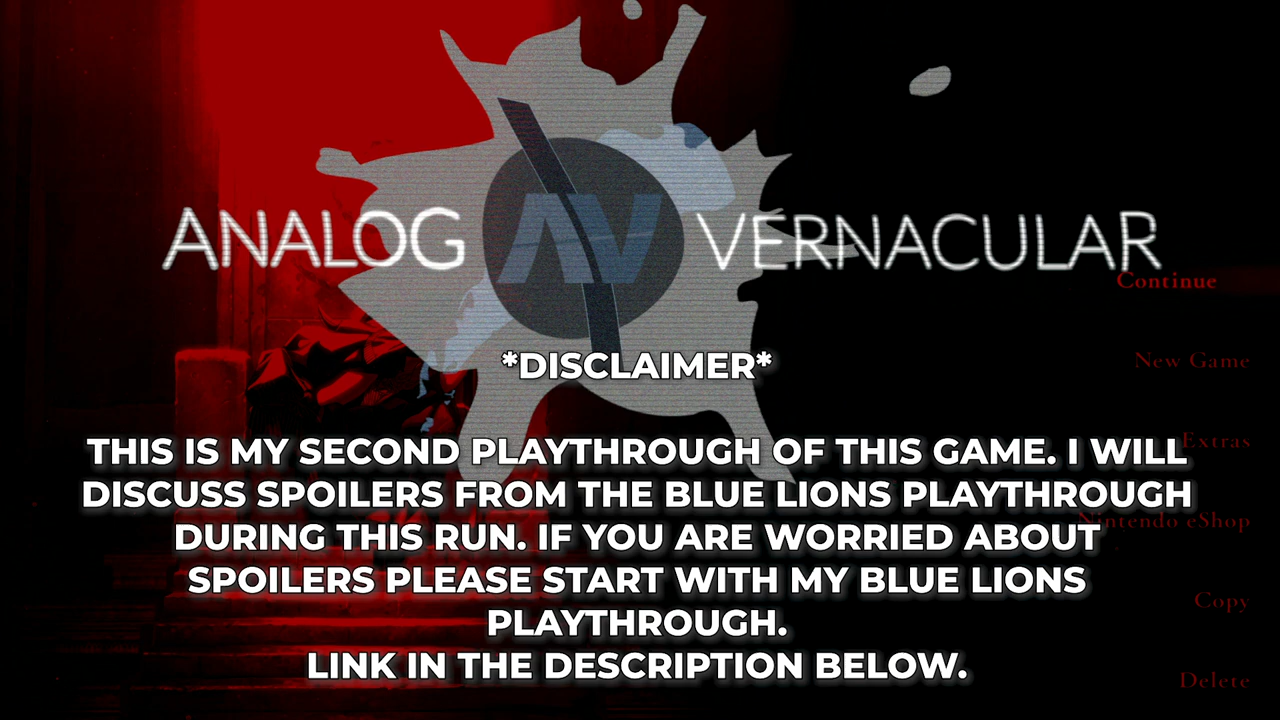 ANALOG AV VERNACULAR
Continue
*DISCLAIMER*
New Game
THIS IS MY SECOND PLAYTHROUGH OF THIS GAME. I WILL
Extras
DISCUSS SPOILERS FROM THE BLUE LIONS PLAYTHROUGH
Nintendo eShop
DURING THIS RUN. IF YOU ARE WORRIED ABOUT
SPOILERS PLEASE START WITH MY BLUE LIONS
Copy
PLAYTHROUGH.
LINK IN THE DESCRIPTION BELOW.
Delete